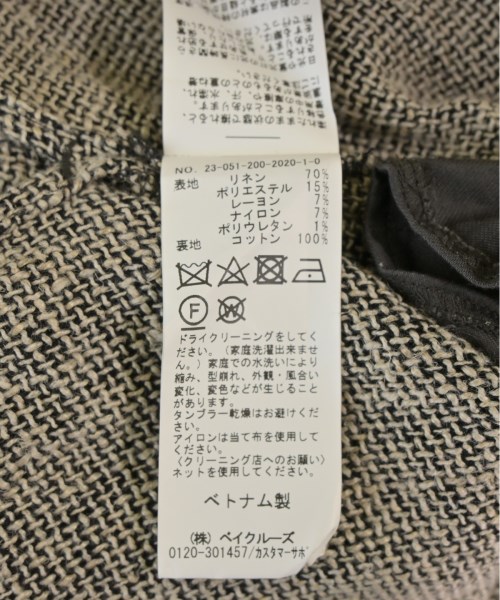 NO. 23-051-200-2020-1-0
表地 リネン 70%
ポリエステル 15%
レーヨン 7%
ナイロン 7%
ポリウレタン 1%
裏地 コットン 100%
F W
ドライクリーニングをしてく
ださい。(家庭洗濯出来ませ
ん。)家庭での水洗いにより
縮み、型崩れ、外観・風合い
変化、変色などが生じること
があります。
タンブラー乾燥はお避けくだ
さい。
アイロンは当て布を使用して
ください。
〈クリーニング店へのお願い〉
ネットを使用してください。
ベトナム製
(株) ベイクルーズ
0120-301457/カスタマーサポ